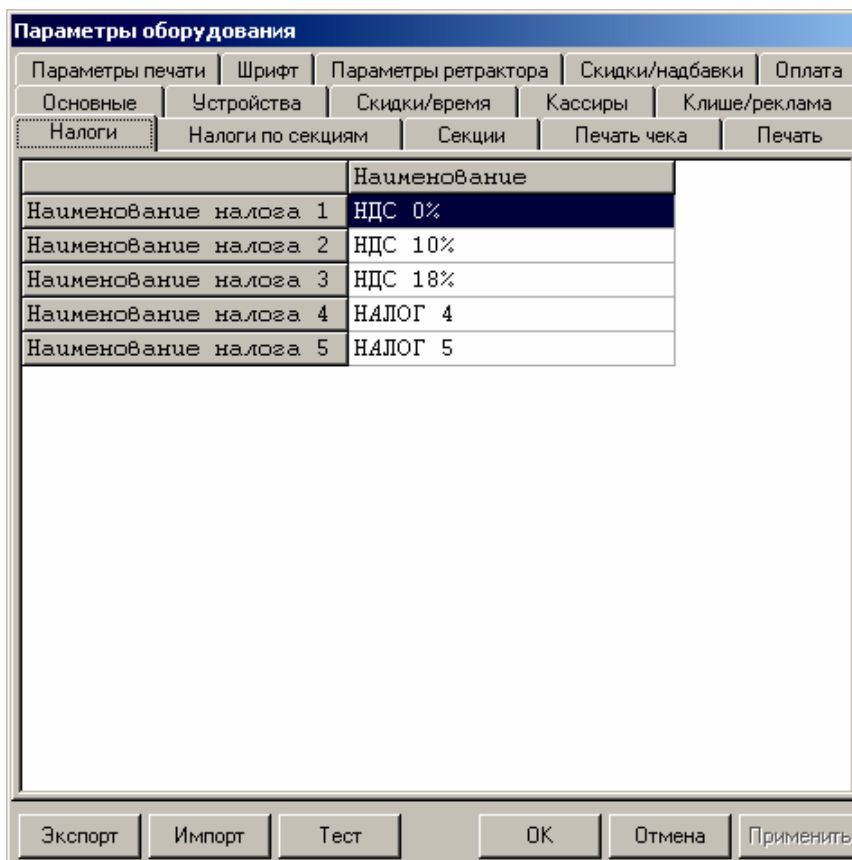 Параметры оборудования
Параметры печати Шрифт Параметры ретрактора Скидки/надбавки Оплата
Основные Устройства Скидки/время Кассиры Клише/реклама
Налоги Налоги по секциям Секции Печать чека Печать
Наименование
Наименование налога 1 НДС 0%
Наименование налога 2 НДС 10%
Наименование налога 3 НДС 18%
Наименование налога 4 НАЛОГ 4
Наименование налога 5 НАЛОГ 5
Экспорт Импорт Тест OK Отмена Применить